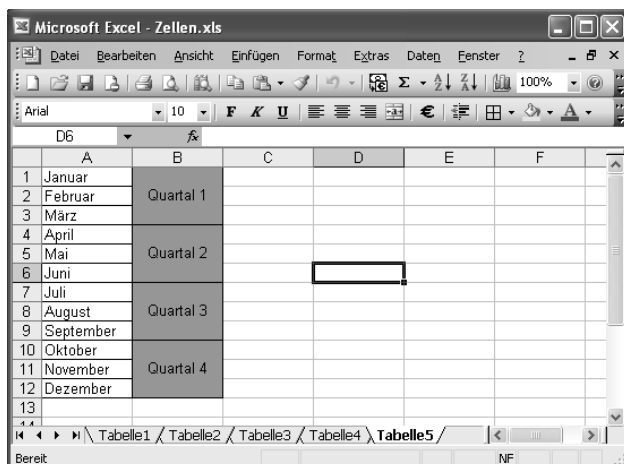 Microsoft Excel - Zellen.xls
Datei Bearbeiten Ansicht Einfügen Format Extras Daten Fenster ?
100%
Arial 10 F K U €
D6 fx
A B C D E F
1 Januar
2 Februar Quartal 1
3 März
4 April
5 Mai Quartal 2
6 Juni
7 Juli
8 August Quartal 3
9 September
10 Oktober
11 November Quartal 4
12 Dezember
13
14
Tabelle1 / Tabelle2 / Tabelle3 / Tabelle4 \ Tabelle5 /
Bereit NF